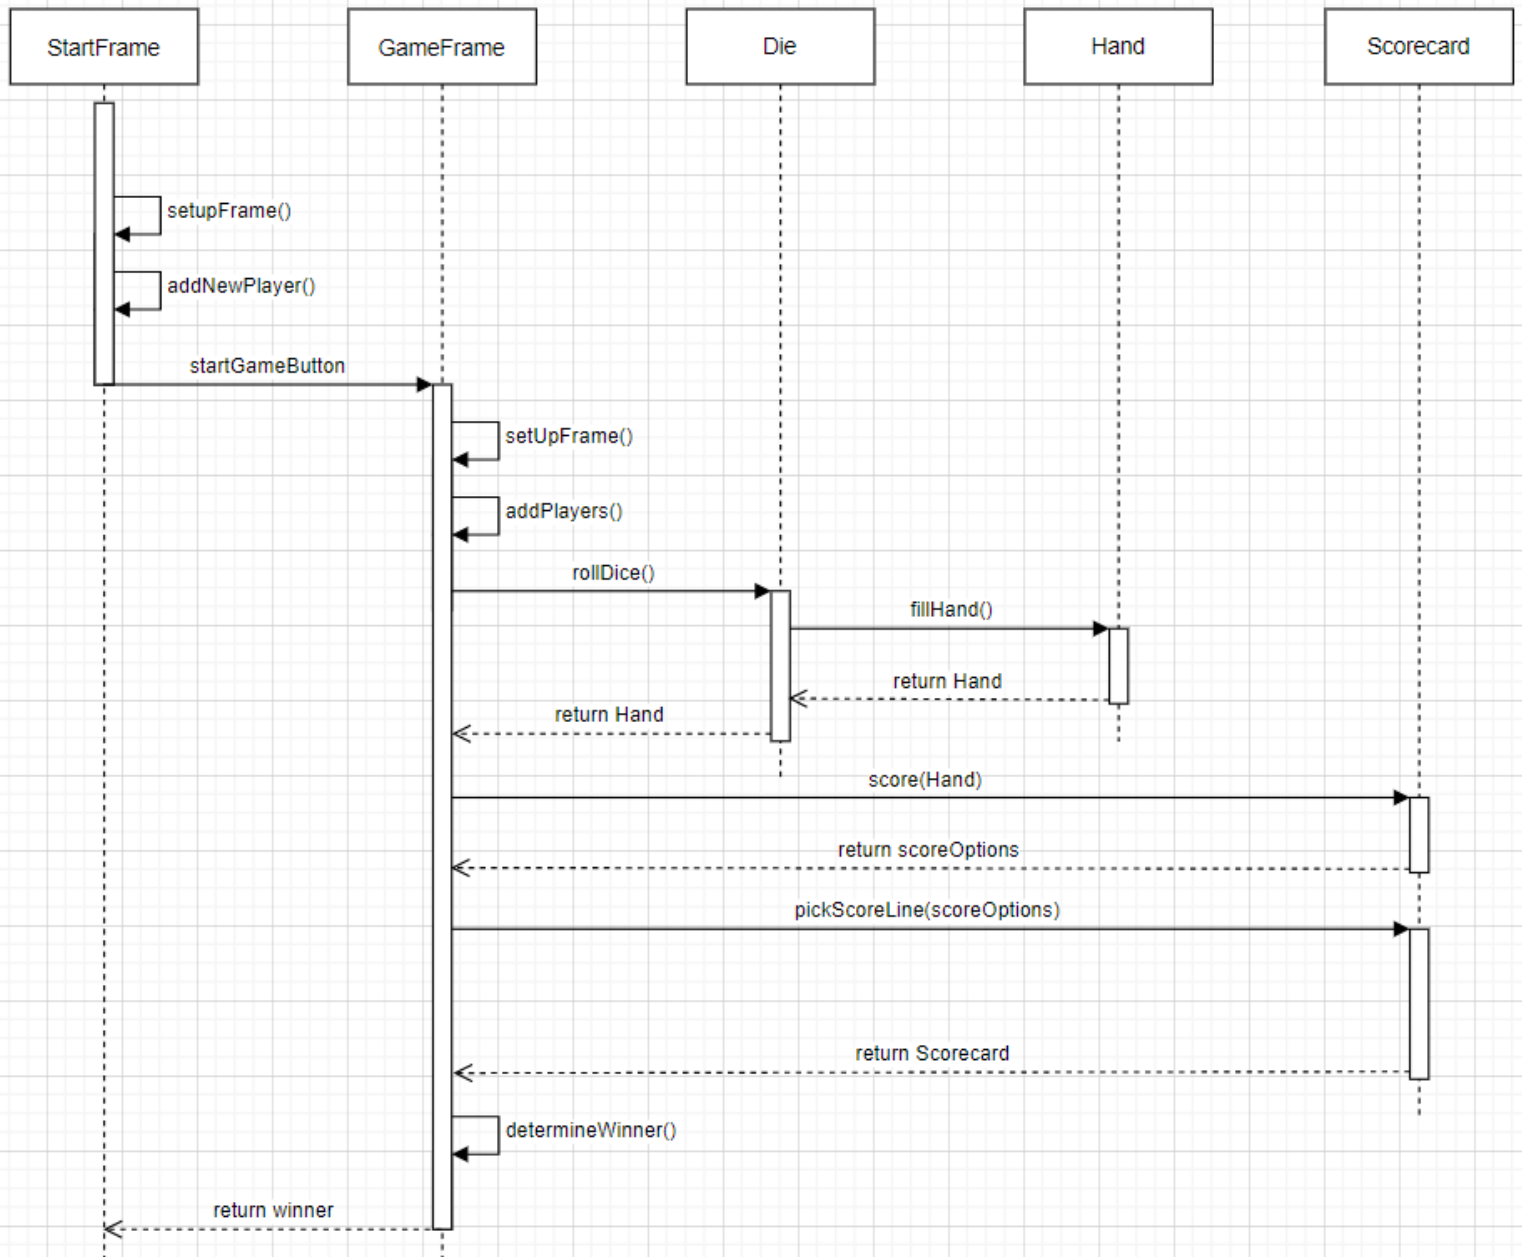 StartFrame
GameFrame
Die
Hand
Scorecard
setupFrame()
addNewPlayer()
startGameButton
setUpFrame()
addPlayers()
rollDice()
fillHand()
return Hand
return Hand
score(Hand)
return scoreOptions
pickScoreLine(scoreOptions)
return Scorecard
determineWinner()
return winner